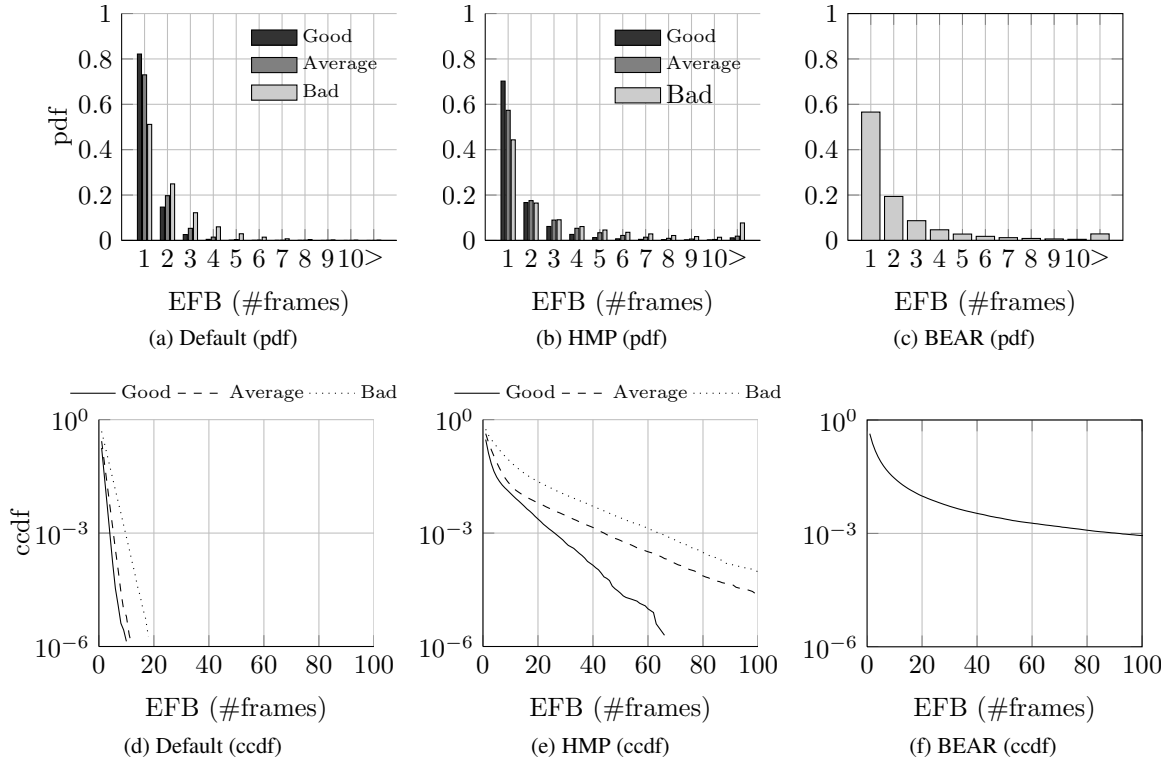 1
0.8
0.6
0.4
0.2
0
pdf
Good
Average
Bad
1 2 3 4 5 6 7 8 9 10>
EFB (#frames)
(a) Default (pdf)
1
0.8
0.6
0.4
0.2
0
Good
Average
Bad
1 2 3 4 5 6 7 8 9 10>
EFB (#frames)
(b) HMP (pdf)
1
0.8
0.6
0.4
0.2
0
1 2 3 4 5 6 7 8 9 10>
EFB (#frames)
(c) BEAR (pdf)
Good Average Bad
10^0
10^-3
10^-6
ccdf
0 20 40 60 80 100
EFB (#frames)
(d) Default (ccdf)
Good Average Bad
10^0
10^-3
10^-6
0 20 40 60 80 100
EFB (#frames)
(e) HMP (ccdf)
10^0
10^-3
10^-6
0 20 40 60 80 100
EFB (#frames)
(f) BEAR (ccdf)